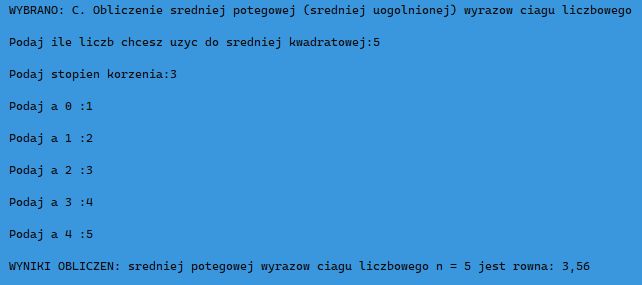 WYBRANO: C. Obliczenie sredniej potegowej (sredniej uogolnionej) wyrazow ciagu liczbowego
Podaj ile liczb chcesz uzyc do sredniej kwadratowej:5
Podaj stopien korzenia:3
Podaj a 0 :1
Podaj a 1 :2
Podaj a 2 :3
Podaj a 3 :4
Podaj a 4 :5
WYNIKI OBLICZEN: sredniej potegowej wyrazow ciagu liczbowego n = 5 jest rowna: 3,56